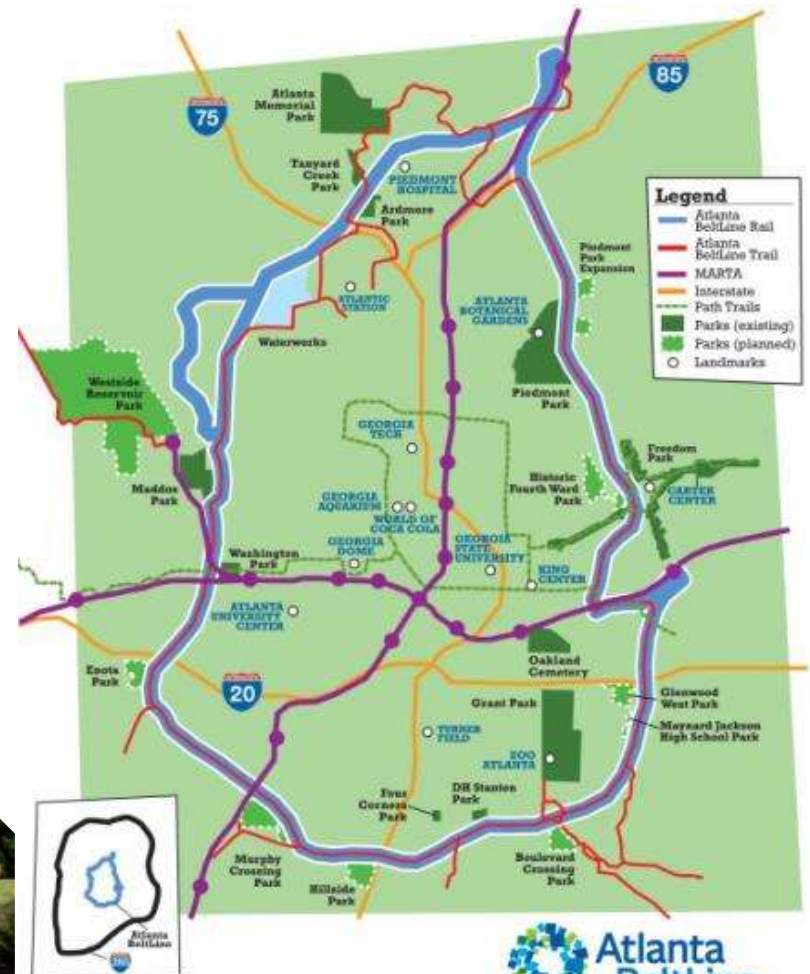 75
85
Atlanta
Memorial
Park
Tanyard
Creek
Park
PIEDMONT
HOSPITAL
Ardmore
Park
Legend
Atlanta
BeltLine Rail
Atlanta
BeltLine Trail
MARTA
Interstate
Path Trails
Parks (existing)
Parks (planned)
Landmarks
Piedmont
Park
Expansion
ATLANTIC
STATION
ATLANTA
BOTANICAL
GARDENS
Waterworks
Westside
Reservoir
Park
Piedmont
Park
GEORGIA
TECH
Freedom
Park
Maddox
Park
Historic
Fourth Ward
Park
CARTER
CENTER
GEORGIA
AQUARIUM
WORLD OF
COCA COLA
GEORGIA
DOME
GEORGIA
STATE
UNIVERSITY
Washington
Park
KING
CENTER
ATLANTA
UNIVERSITY
CENTER
Oakland
Cemetery
Enota
Park
20
Grant Park
Glenwood
West Park
Maynard Jackson
High School Park
TURNER
FIELD
ZOO
ATLANTA
Four
Corners
Park
DH Stanton
Park
Murphy
Crossing
Park
Hillside
Park
Boulevard
Crossing
Park
Atlanta
BeltLine
Atlanta
BeltLine